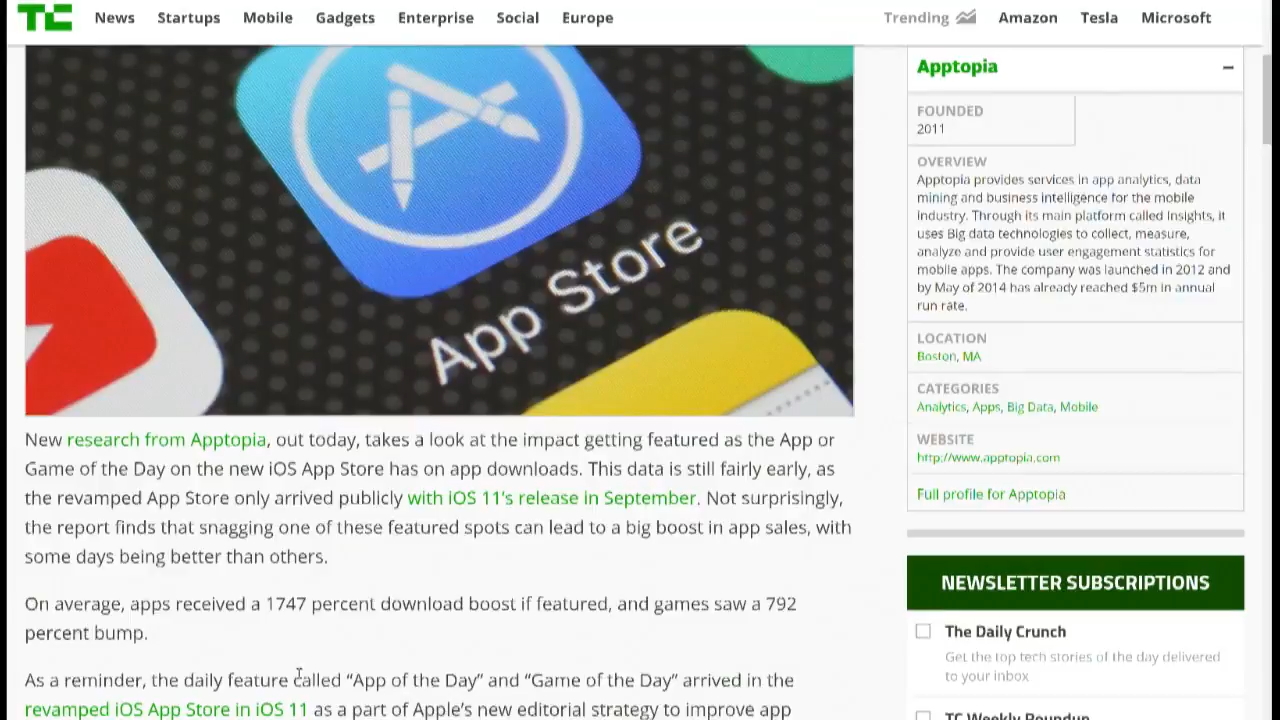 TC News Startups Mobile Gadgets Enterprise Social Europe Trending Amazon Tesla Microsoft
App Store
New research from Apptopia, out today, takes a look at the impact getting featured as the App or
Game of the Day on the new iOS App Store has on app downloads. This data is still fairly early, as
the revamped App Store only arrived publicly with iOS 11's release in September. Not surprisingly,
the report finds that snagging one of these featured spots can lead to a big boost in app sales, with
some days being better than others.
On average, apps received a 1747 percent download boost if featured, and games saw a 792
percent bump.
As a reminder, the daily feature called “App of the Day” and “Game of the Day” arrived in the
revamped iOS App Store in iOS 11 as a part of Apple's new editorial strategy to improve app
Apptopia
FOUNDED
2011
OVERVIEW
Apptopia provides services in app analytics, data
mining and business intelligence for the mobile
industry. Through its main platform called Insights, it
uses Big data technologies to collect, measure,
analyze and provide user engagement statistics for
mobile apps. The company was launched in 2012 and
by May of 2014 has already reached $5m in annual
run rate.
LOCATION
Boston, MA
CATEGORIES
Analytics, Apps, Big Data, Mobile
WEBSITE
http://www.apptopia.com
Full profile for Apptopia
NEWSLETTER SUBSCRIPTIONS
The Daily Crunch
Get the top tech stories of the day delivered
to your inbox
TC Weekly Roundup